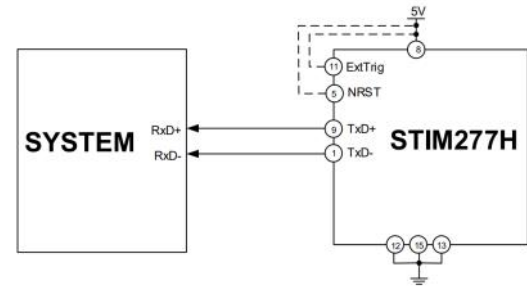 5V
8
11 ExtTrig
5 NRST
SYSTEM
RxD+
9 TxD+
STIM277H
RxD-
1 TxD-
12 15 13